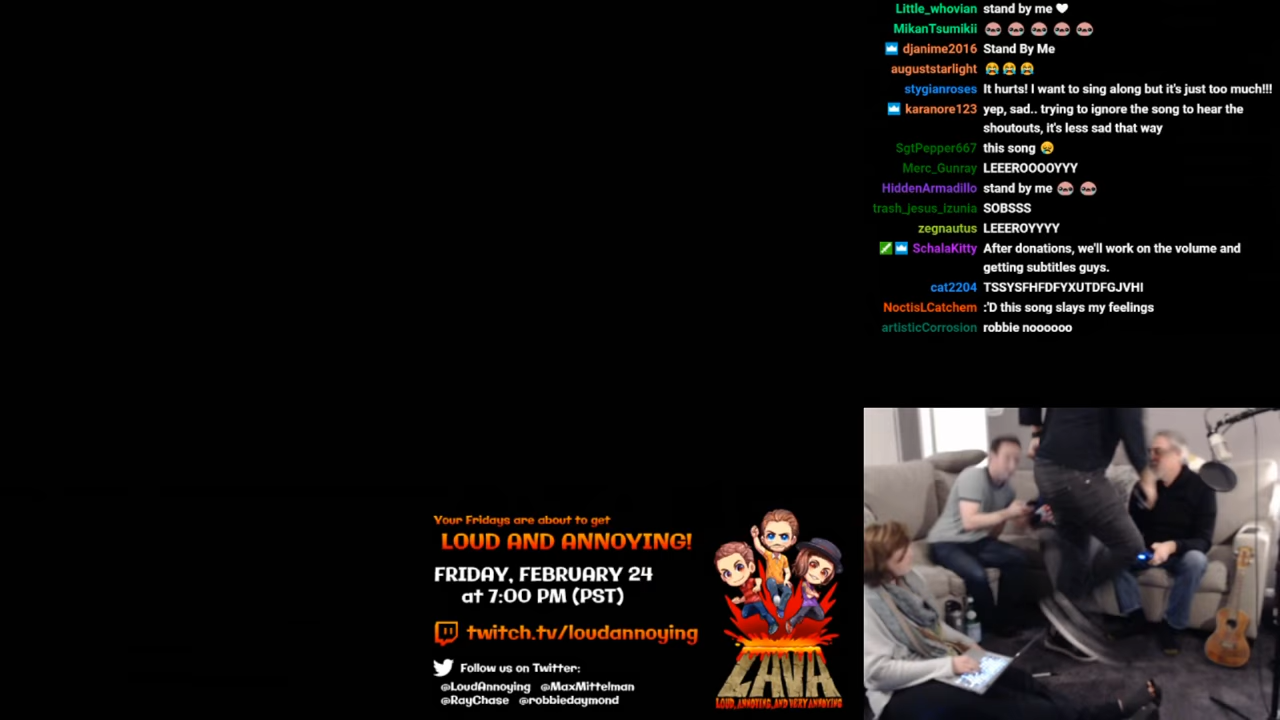 Little_whovian stand by me ❤
MikanTsumikii
djanime2016 Stand By Me
auguststarlight 😭 😭 😭
stygianroses It hurts! I want to sing along but it's just too much!!!
karanore123 yep, sad.. trying to ignore the song to hear the
shoutouts, it's less sad that way
SgtPepper667 this song 😭
Merc_Gunray LEEEROOOOYYY
HiddenArmadillo stand by me
trash_jesus_izunia SOBSSS
zegnautus LEEEROYYYY
SchalaKitty After donations, we'll work on the volume and
getting subtitles guys.
cat2204 TSSYSFHFDFYXUTDFGJVHI
NoctisLCatchem :'D this song slays my feelings
artisticCorrosion robbie noooooo
Your Fridays are about to get
LOUD AND ANNOYING!
FRIDAY, FEBRUARY 24
at 7:00 PM (PST)
twitch.tv/loudannoying
Follow us on Twitter:
@LoudAnnoying @MaxMittelman
@RayChase @robbiedaymond
LAVA
LOUD, ANNOYING, AND VERY ANNOYING